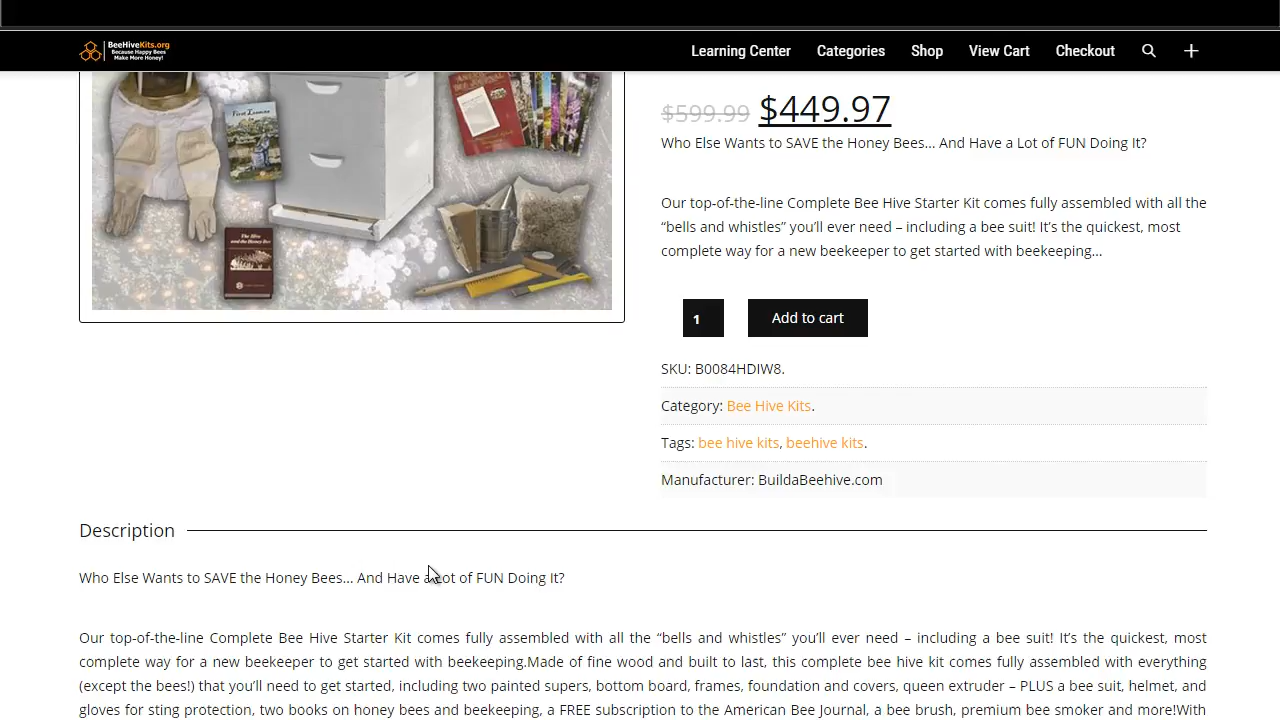 BeeHiveKits.org
Because Happy Bees
Make More Honey!
Learning Center Categories Shop View Cart Checkout
First Lessons
The Hive
and the Honey Bee
BEE JOURNAL
$599.99 $449.97
Who Else Wants to SAVE the Honey Bees... And Have a Lot of FUN Doing It?
Our top-of-the-line Complete Bee Hive Starter Kit comes fully assembled with all the
“bells and whistles” you’ll ever need – including a bee suit! It’s the quickest, most
complete way for a new beekeeper to get started with beekeeping...
1 Add to cart
SKU: B0084HDIW8.
Category: Bee Hive Kits.
Tags: bee hive kits, beehive kits.
Manufacturer: BuildaBeehive.com
Description
Who Else Wants to SAVE the Honey Bees... And Have a Lot of FUN Doing It?
Our top-of-the-line Complete Bee Hive Starter Kit comes fully assembled with all the “bells and whistles” you’ll ever need – including a bee suit! It’s the quickest, most
complete way for a new beekeeper to get started with beekeeping.Made of fine wood and built to last, this complete bee hive kit comes fully assembled with everything
(except the bees!) that you’ll need to get started, including two painted supers, bottom board, frames, foundation and covers, queen extruder – PLUS a bee suit, helmet, and
gloves for sting protection, two books on honey bees and beekeeping, a FREE subscription to the American Bee Journal, a bee brush, premium bee smoker and more!With